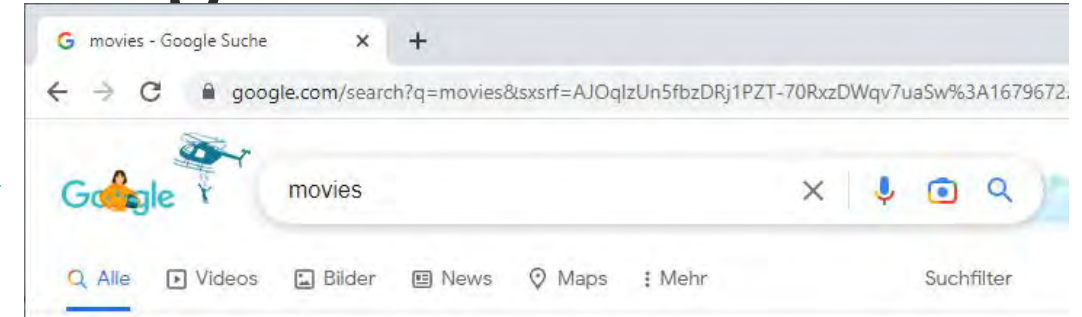 movies - Google Suche
google.com/search?q=movies&sxsrf=AJOqlzUn5fbzDRj1PZT-70RxzDWqv7uaSw%3A1679672.
Google
movies
Alle Videos Bilder News Maps Mehr Suchfilter